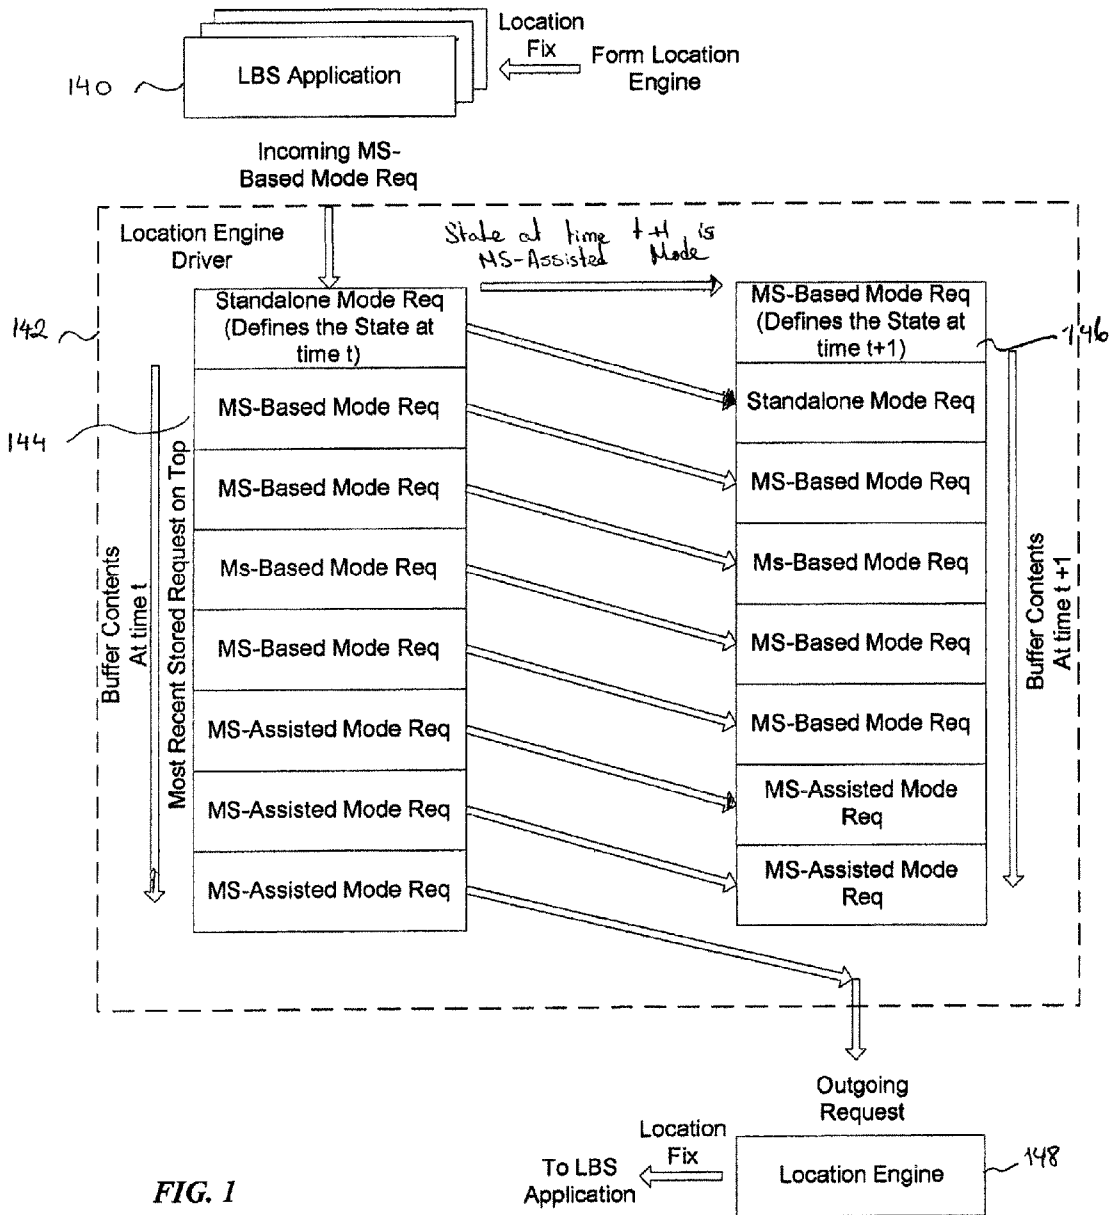 Location
Fix
Form Location
Engine
140
LBS Application
Incoming MS-
Based Mode Req
Location Engine
Driver
State at time t+1 is
MS-Assisted Mode
142
Standalone Mode Req
(Defines the State at
time t)
MS-Based Mode Req
(Defines the State at
time t+1)
146
MS-Based Mode Req
Standalone Mode Req
144
MS-Based Mode Req
MS-Based Mode Req
Ms-Based Mode Req
Ms-Based Mode Req
MS-Based Mode Req
MS-Based Mode Req
MS-Assisted Mode Req
MS-Based Mode Req
MS-Assisted Mode Req
MS-Assisted Mode
Req
MS-Assisted Mode Req
MS-Assisted Mode
Req
Buffer Contents
At time t
Most Recent Stored Request on Top
Buffer Contents
At time t +1
Outgoing
Request
Location
Fix
To LBS
Application
Location Engine
148
FIG. 1